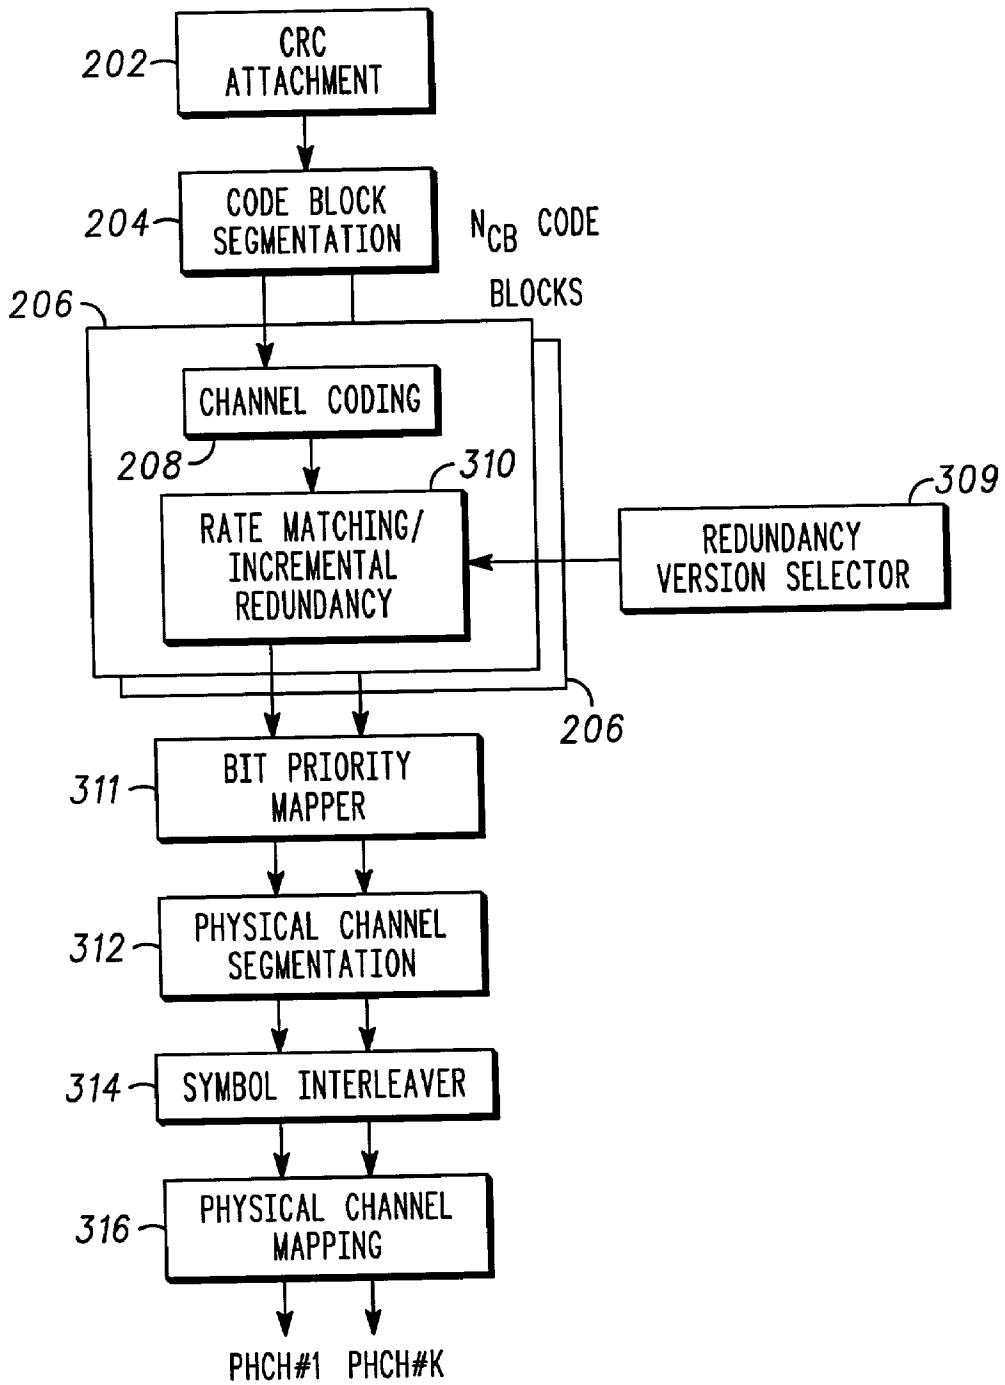 CRC
ATTACHMENT
202
CODE BLOCK
SEGMENTATION
204
N_CB CODE
BLOCKS
206
CHANNEL CODING
208
310
RATE MATCHING/
INCREMENTAL
REDUNDANCY
309
REDUNDANCY
VERSION SELECTOR
206
BIT PRIORITY
MAPPER
311
PHYSICAL CHANNEL
SEGMENTATION
312
SYMBOL INTERLEAVER
314
PHYSICAL CHANNEL
MAPPING
316
PHCH#1 PHCH#K